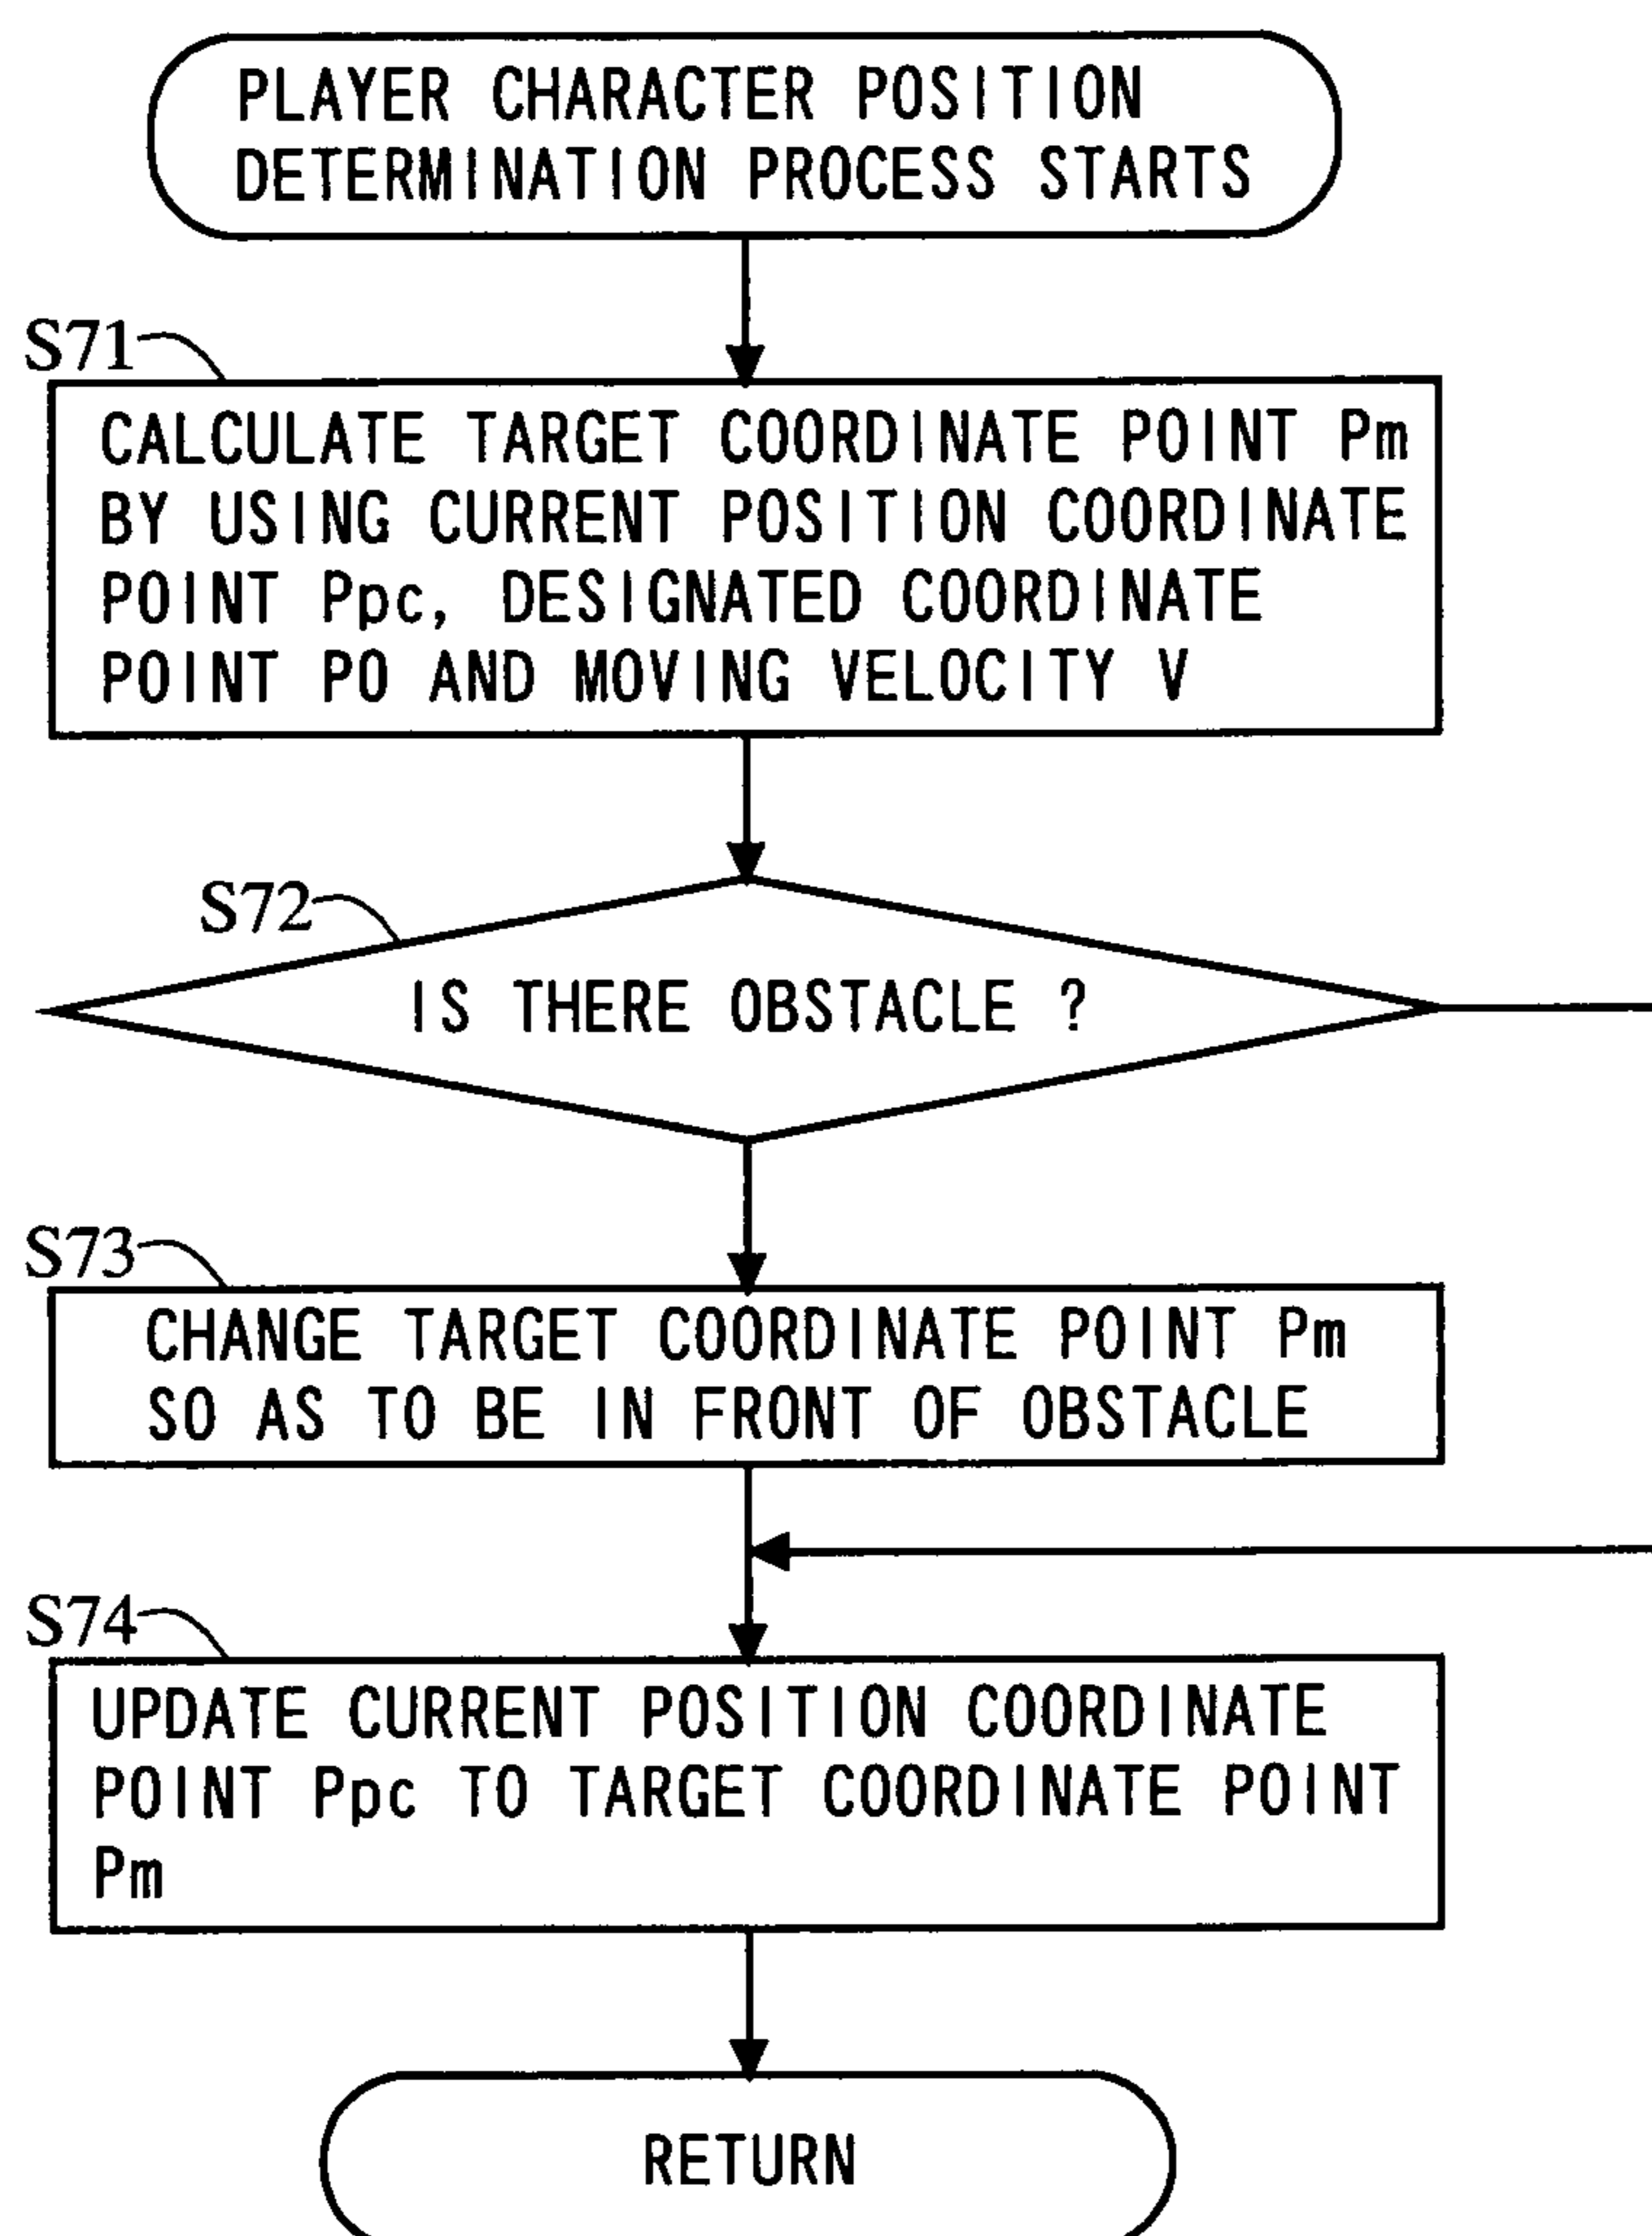 PLAYER CHARACTER POSITION
DETERMINATION PROCESS STARTS
S71
CALCULATE TARGET COORDINATE POINT Pm
BY USING CURRENT POSITION COORDINATE
POINT Ppc, DESIGNATED COORDINATE
POINT P0 AND MOVING VELOCITY V
S72
IS THERE OBSTACLE ?
S73
CHANGE TARGET COORDINATE POINT Pm
SO AS TO BE IN FRONT OF OBSTACLE
S74
UPDATE CURRENT POSITION COORDINATE
POINT Ppc TO TARGET COORDINATE POINT
Pm
RETURN